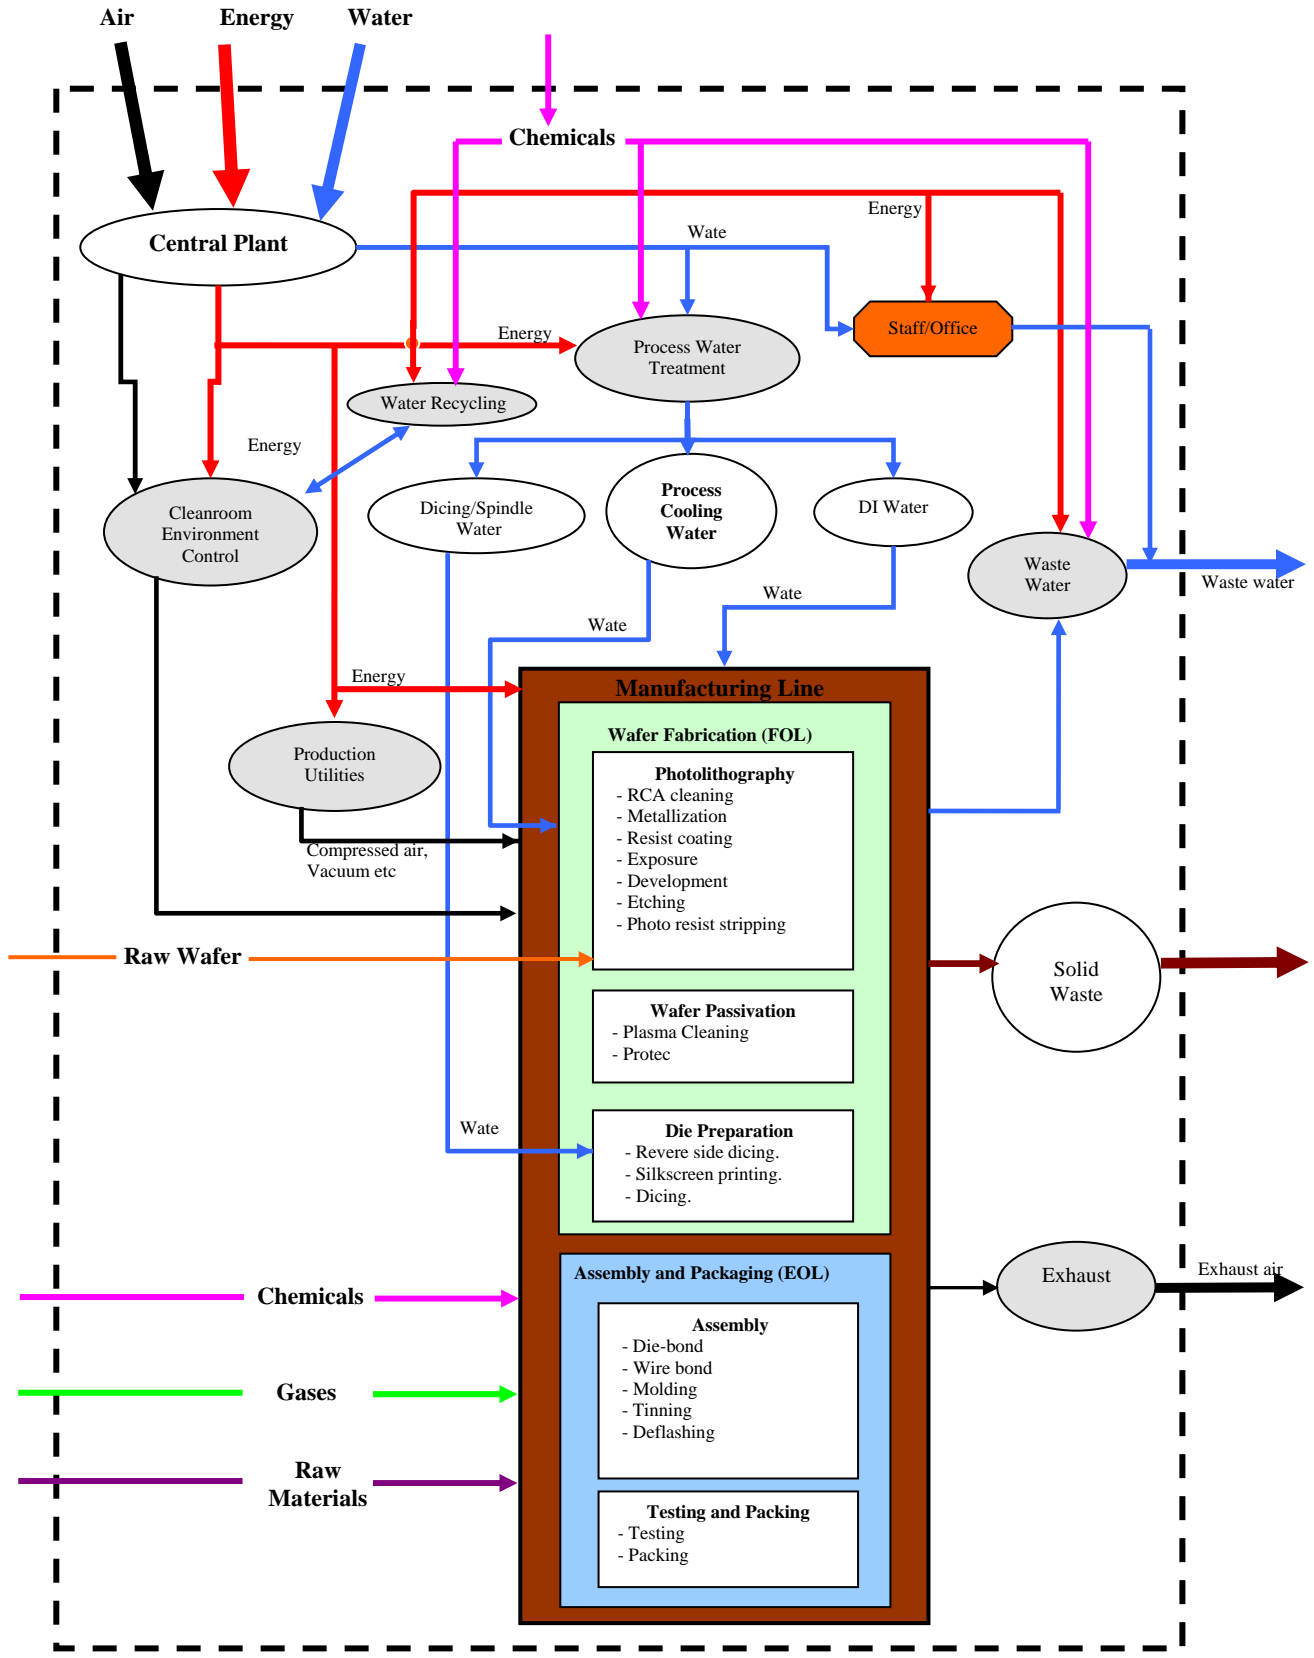 Air
Energy
Water
Chemicals
Energy
Wate
Central Plant
Staff/Office
Energy
Process Water
Treatment
Water Recycling
Energy
Dicing/Spindle
Water
Process
Cooling
Water
DI Water
Cleanroom
Environment
Control
Waste
Water
Waste water
Wate
Wate
Energy
Manufacturing Line
Wafer Fabrication (FOL)
Production
Utilities
Photolithography
- RCA cleaning
- Metallization
- Resist coating
- Exposure
- Development
- Etching
- Photo resist stripping
Compressed air,
Vacuum etc
Raw Wafer
Solid
Waste
Wafer Passivation
- Plasma Cleaning
- Protec
Wate
Die Preparation
- Revere side dicing.
- Silkscreen printing.
- Dicing.
Exhaust
Exhaust air
Assembly and Packaging (EOL)
Chemicals
Assembly
- Die-bond
- Wire bond
- Molding
- Tinning
- Deflashing
Gases
Raw
Materials
Testing and Packing
- Testing
- Packing